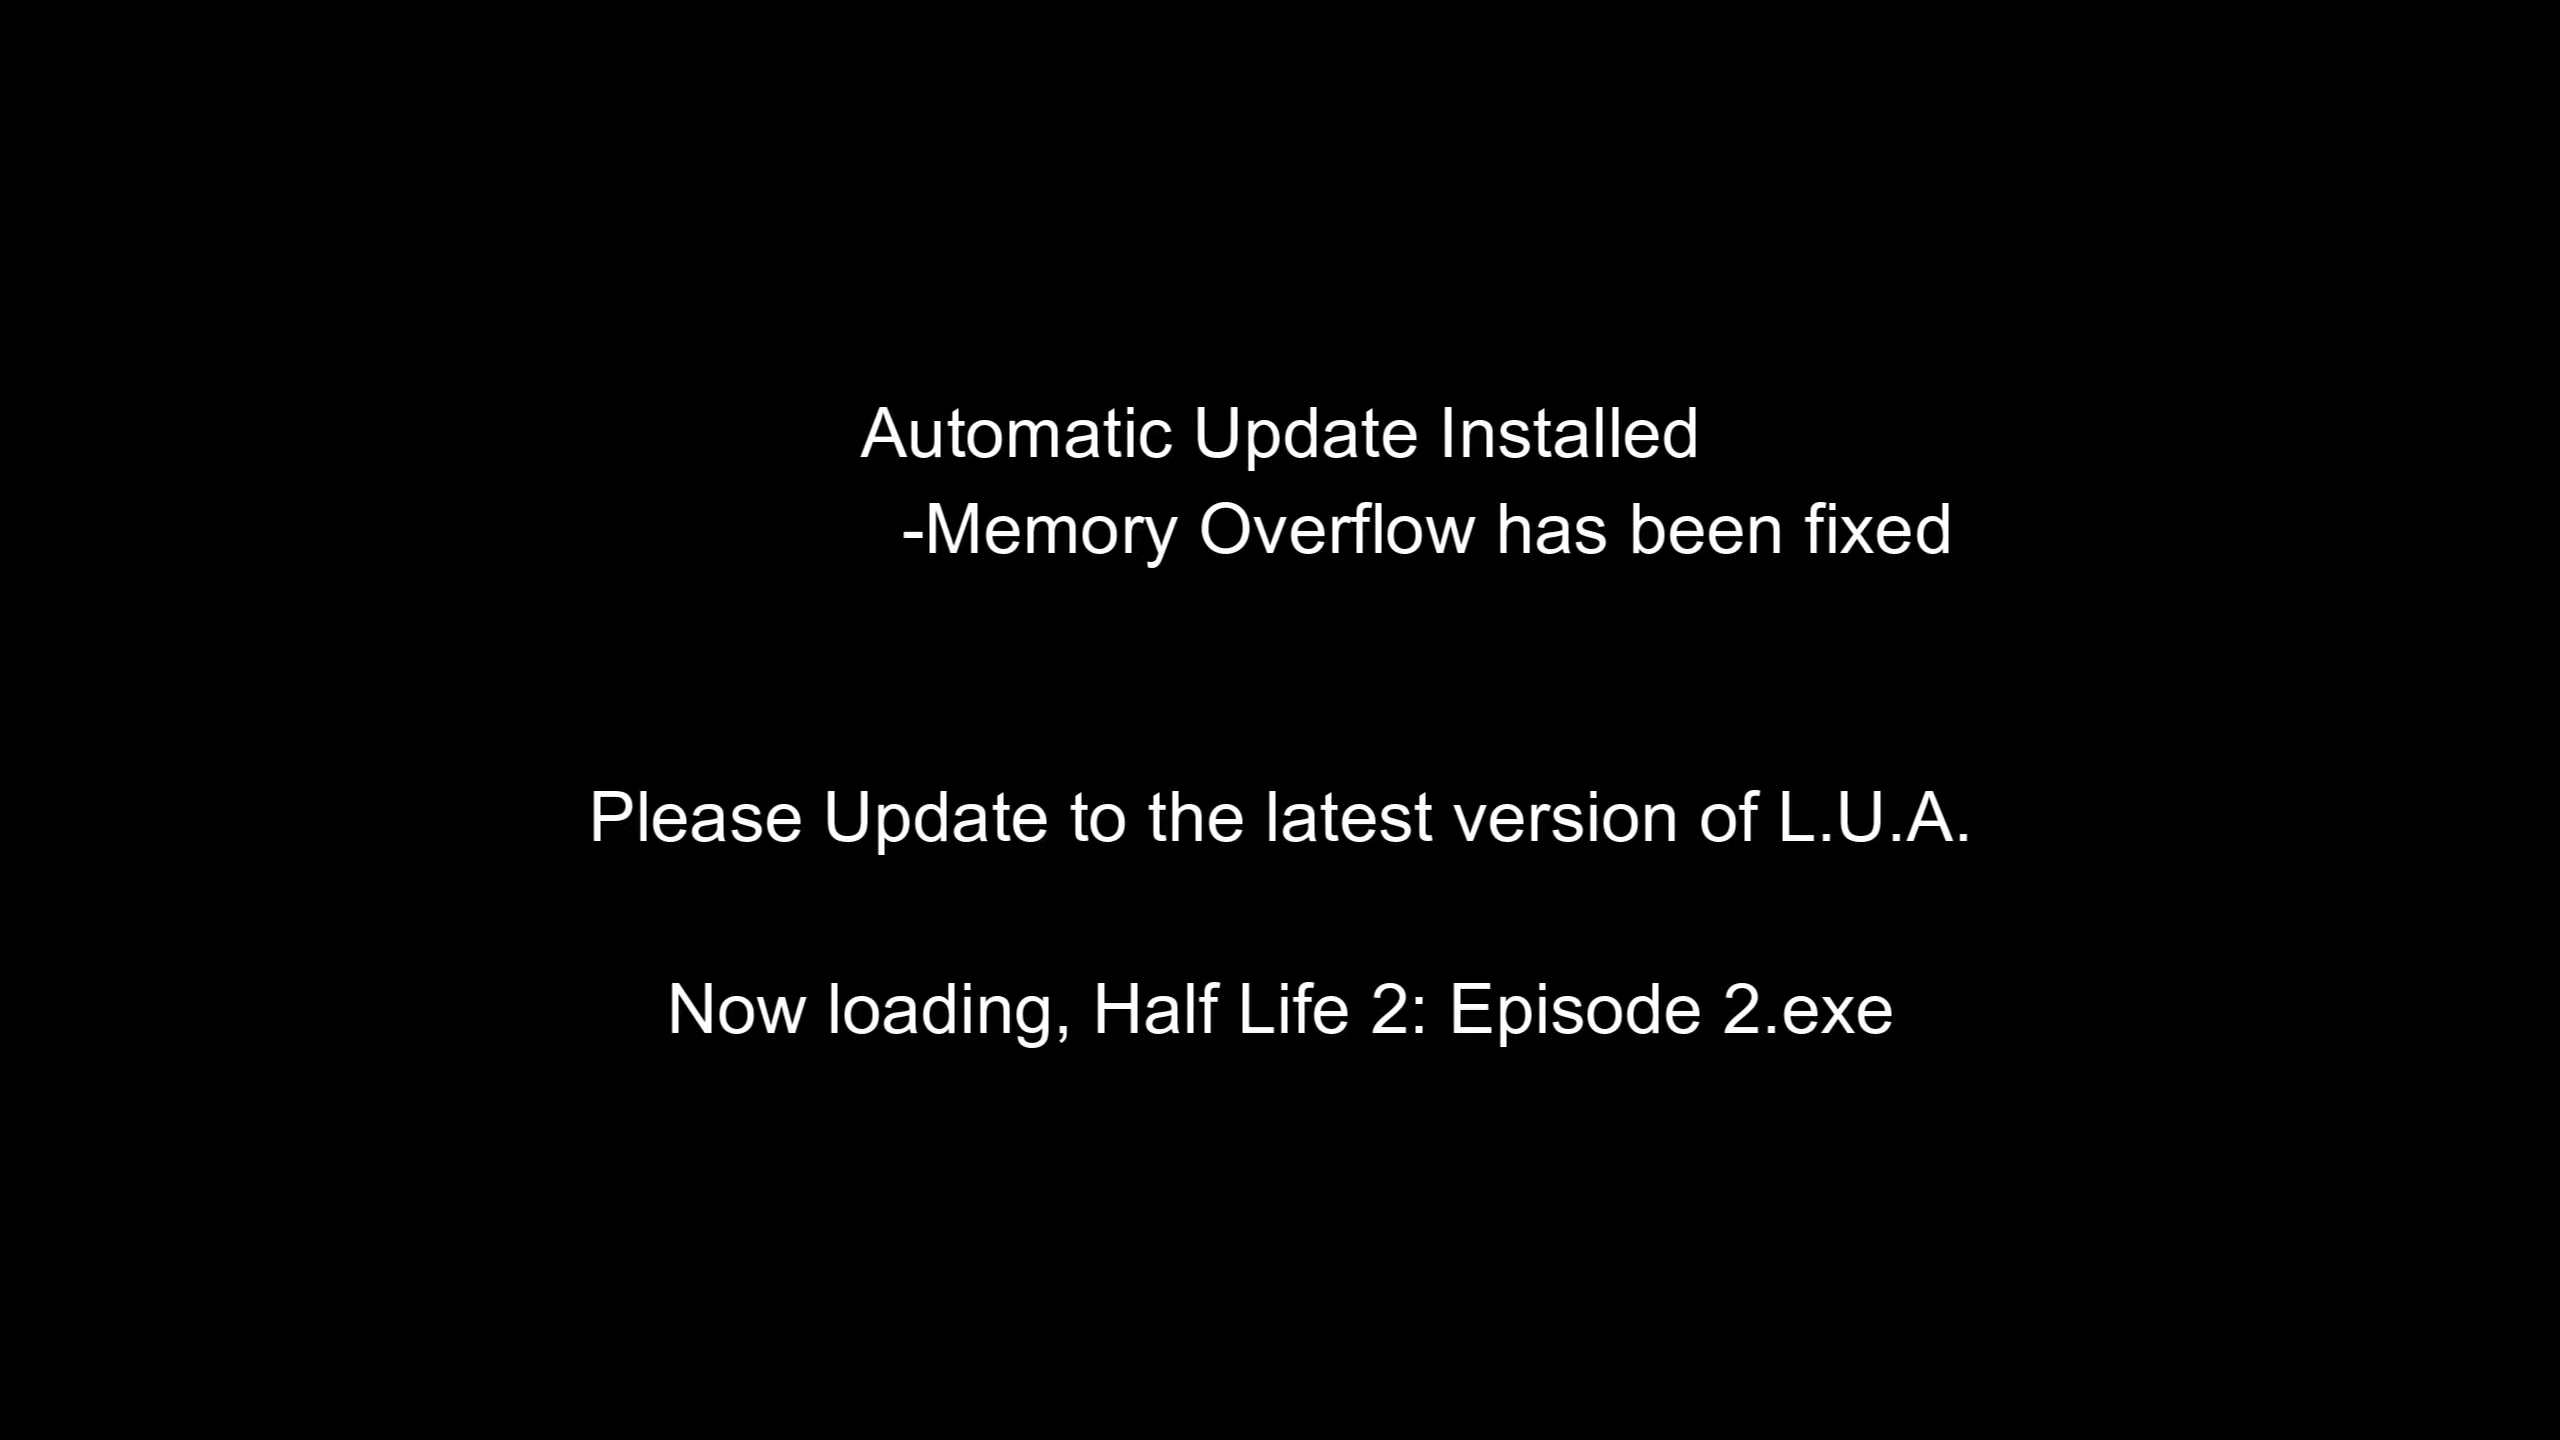 Automatic Update Installed
-Memory Overflow has been fixed
Please Update to the latest version of L.U.A.
Now loading, Half Life 2: Episode 2.exe